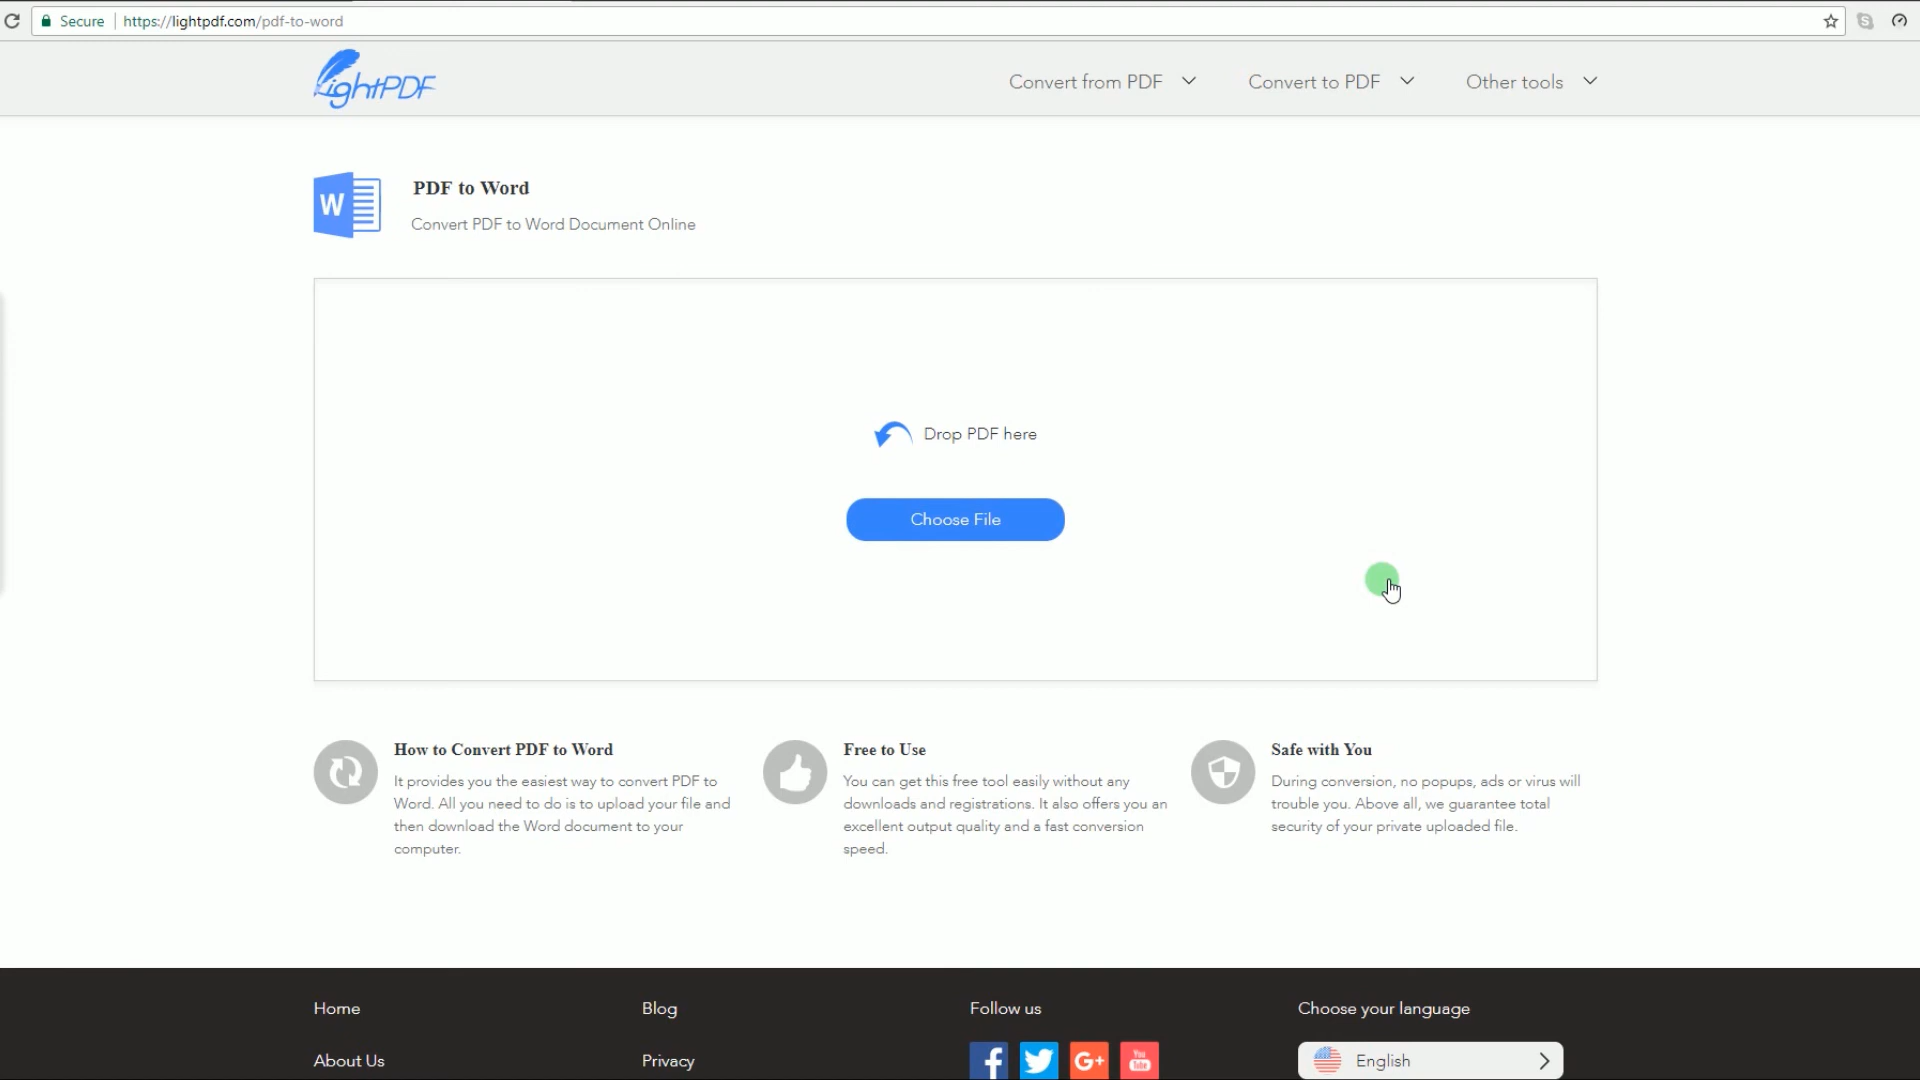 Secure https://lightpdf.com/pdf-to-word
LightPDF
Convert from PDF Convert to PDF Other tools
W
PDF to Word
Convert PDF to Word Document Online
Drop PDF here
Choose File
How to Convert PDF to Word
It provides you the easiest way to convert PDF to
Word. All you need to do is to upload your file and
then download the Word document to your
computer.
Free to Use
You can get this free tool easily without any
downloads and registrations. It also offers you an
excellent output quality and a fast conversion
speed.
Safe with You
During conversion, no popups, ads or virus will
trouble you. Above all, we guarantee total
security of your private uploaded file.
Home Blog Follow us Choose your language
About Us Privacy f G+ You Tube English